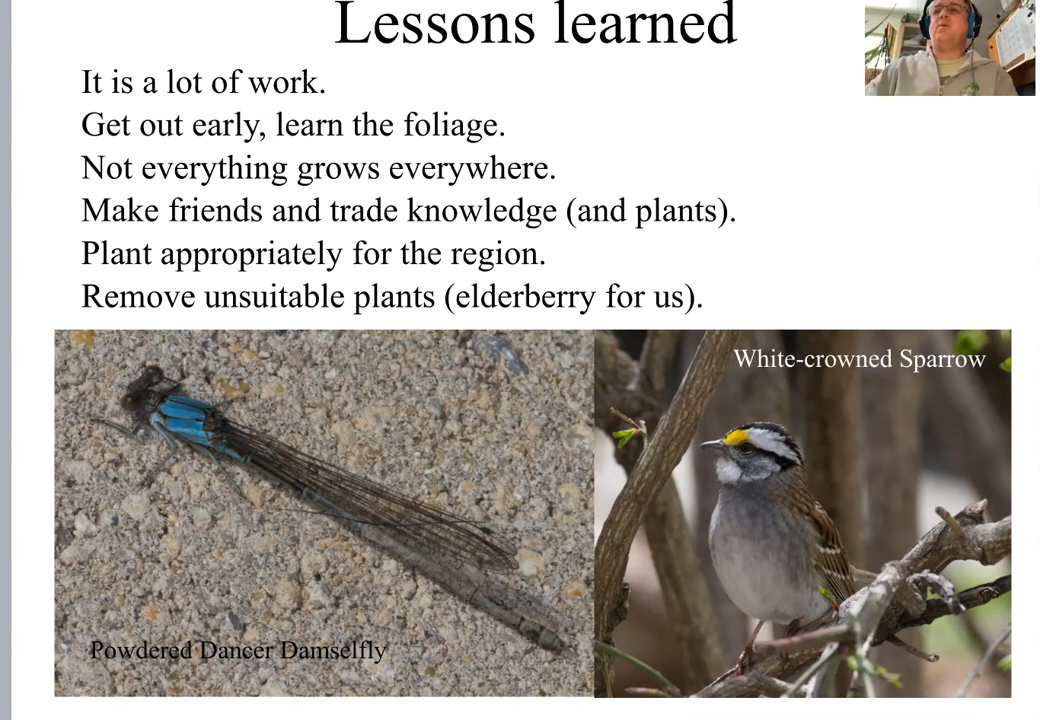 Lessons learned
It is a lot of work.
Get out early, learn the foliage.
Not everything grows everywhere.
Make friends and trade knowledge (and plants).
Plant appropriately for the region.
Remove unsuitable plants (elderberry for us).
White-crowned Sparrow
Powdered Dancer Damselfly